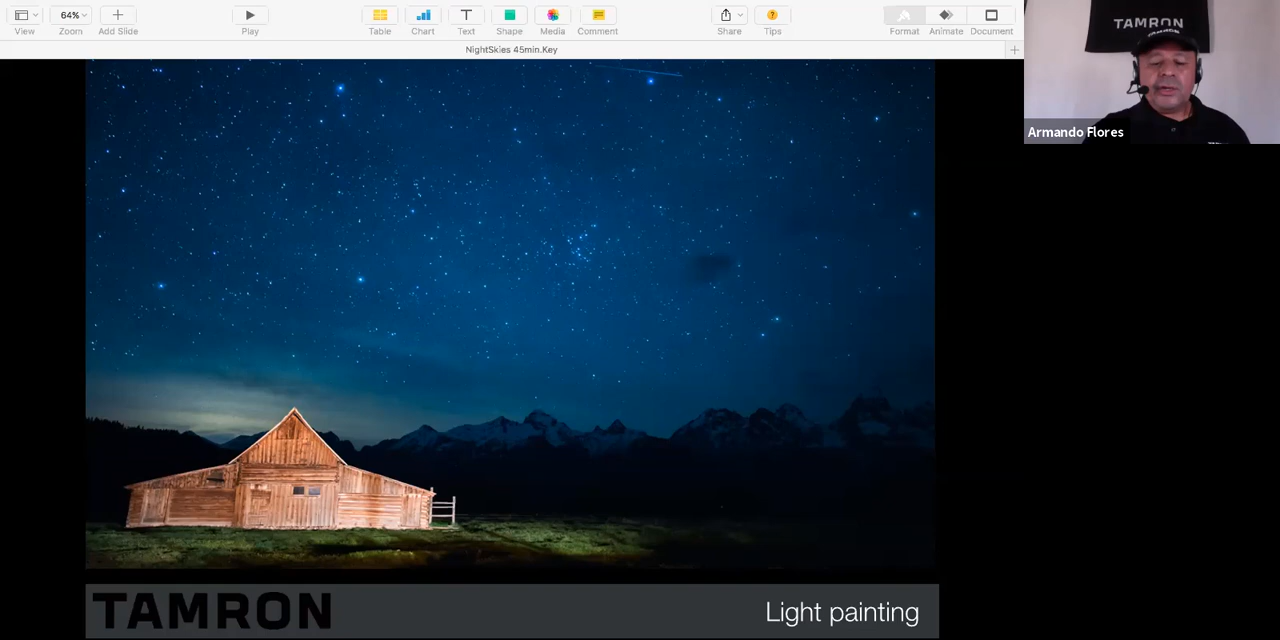 View
64%
Zoom
Add Slide
Play
Table
Chart
Text
Shape
Media
Comment
Share
Tips
Format
Animate
Document
NightSkies 45min.Key
TAMRON
Armando Flores
TAMRON
Light painting